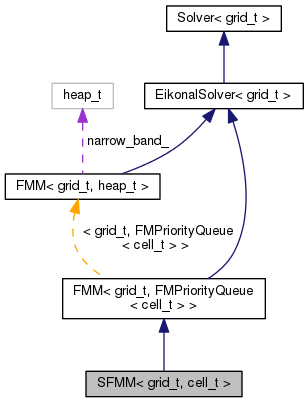 Solver< grid_t >
heap_t
EikonalSolver< grid_t >
narrow_band_
FMM< grid_t, heap_t >
< grid_t, FMPriorityQueue
< cell_t > >
FMM< grid_t, FMPriorityQueue
< cell_t > >
SFMM< grid_t, cell_t >